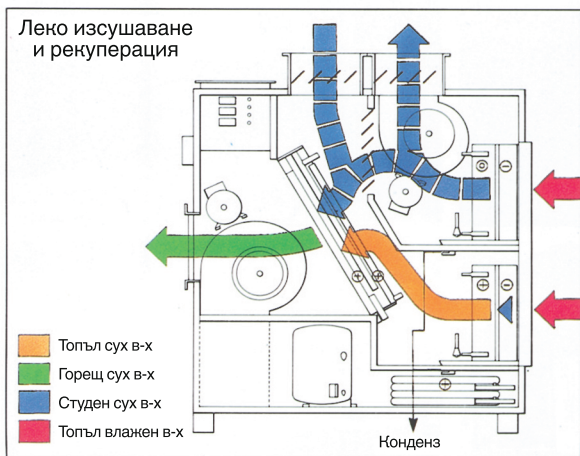 Леко изсушаване
и рекуперация
Топъл сух в-х
Горещ сух в-х
Студен сух в-х
Топъл влажен в-х
Конденз